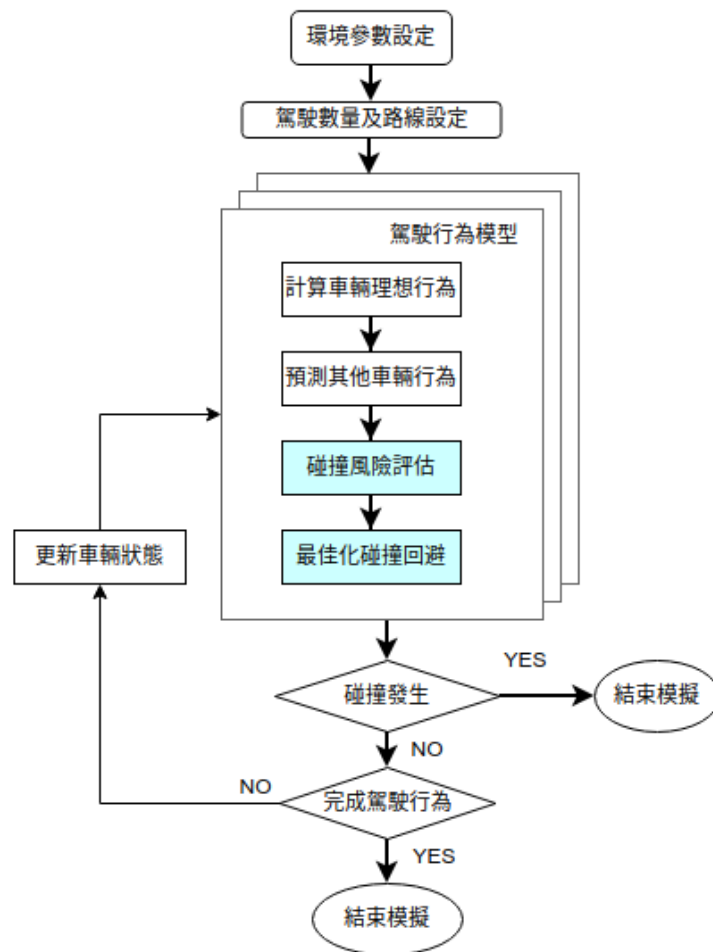 環境參數設定
駕駛數量及路線設定
駕駛行為模型
計算車輛理想行為
預測其他車輛行為
碰撞風險評估
更新車輛狀態
最佳化碰撞回避
YES
碰撞發生
結束模擬
NO
NO
完成駕駛行為
YES
結束模擬